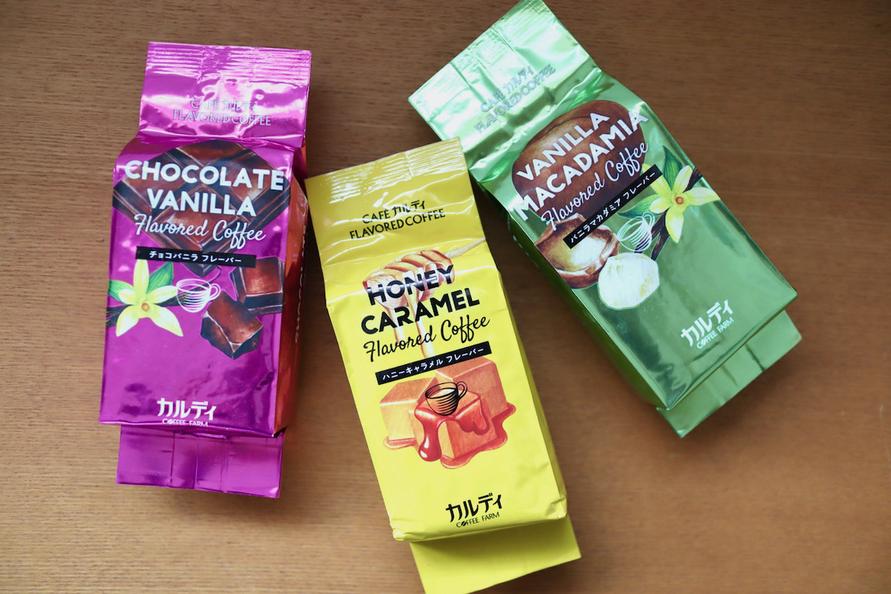 CAFE カルディ
FLAVORED COFFEE
CHOCOLATE
VANILLA
Flavored Coffee
チョコバニラ フレーバー
カルディ
COFFEE FARM
CAFE カルディ
FLAVORED COFFEE
HONEY
CARAMEL
Flavored Coffee
ハニーキャラメル フレーバー
カルディ
COFFEE FARM
CAFE カルディ
FLAVORED COFFEE
VANILLA
MACADAMIA
Flavored Coffee
バニラマカダミア フレーバー
カルディ
COFFEE FARM